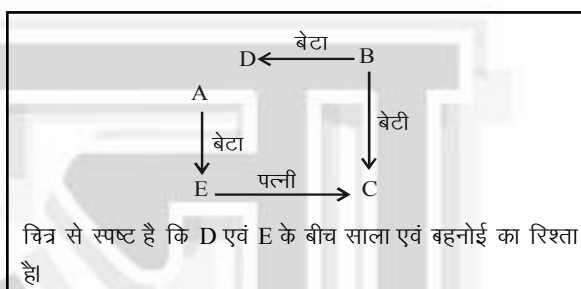 बेटा
D B
A
बेटा बेटी
E पत्नी C
चित्र से स्पष्ट है कि D एवं E के बीच साला एवं बहनोई का रिश्ता
है।